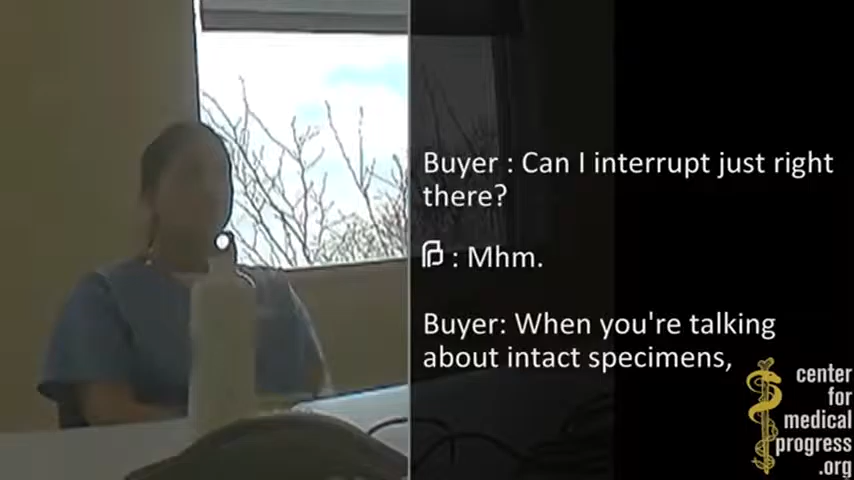 Buyer : Can I interrupt just right
there?
: Mhm.
Buyer: When you're talking
about intact specimens,
center
for
medical
progress
.org